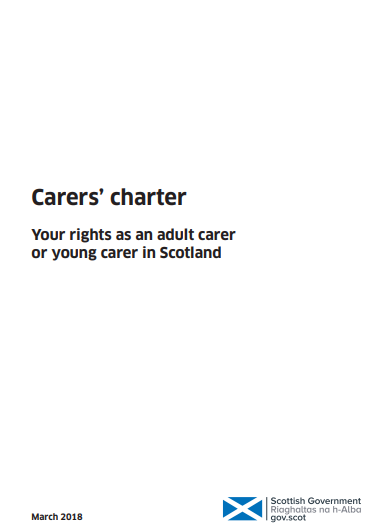 Carers’ charter
Your rights as an adult carer
or young carer in Scotland
March 2018
Scottish Government
Riaghaltas na h-Alba
gov.scot